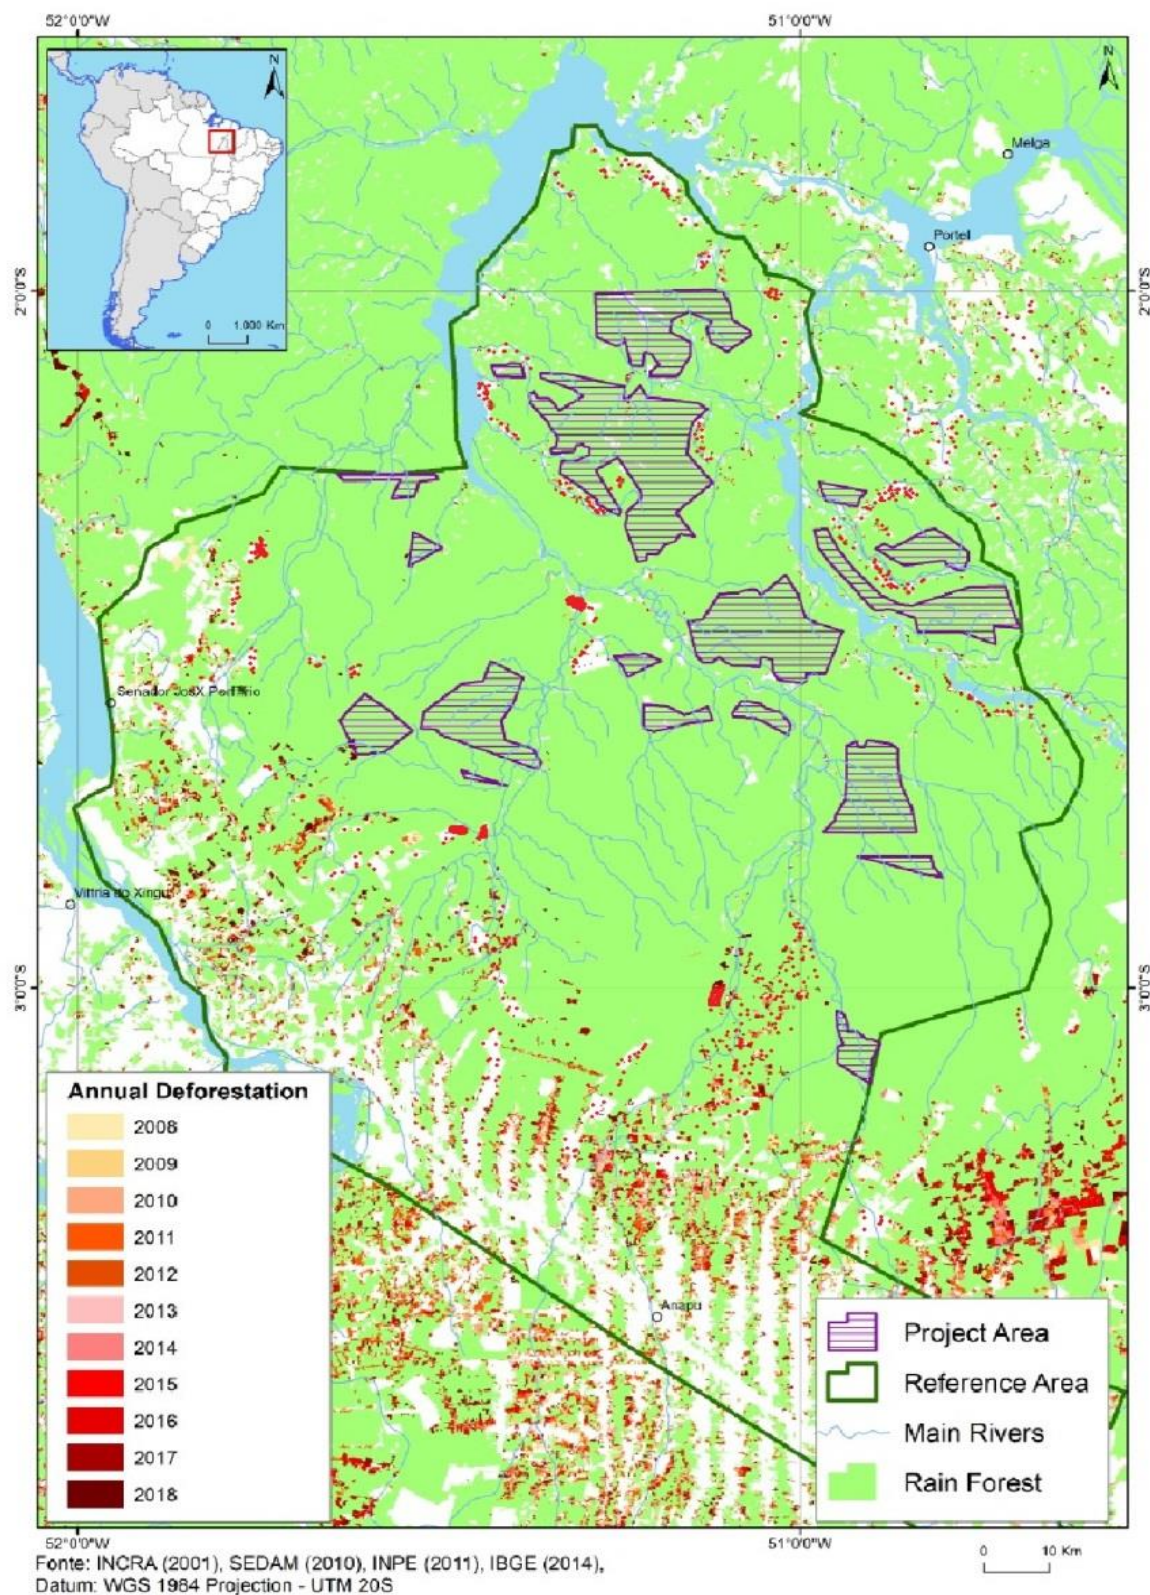 52°0'0"W 51°0'0"W
N
N
Melga
Portell
2°0'0"S 2°0'0"S
0 1.000 Km
Senador JosX Porfírio
Vitтria do Xingu
3°0'0"S 3°0'0"S
Annual Deforestation
2008
2009
2010
2011
2012
2013
2014
2015
2016
2017
2018
Anapu
Project Area
Reference Area
Main Rivers
Rain Forest
52°0'0"W 51°0'0"W
Fonte: INCRA (2001), SEDAM (2010), INPE (2011), IBGE (2014),
Datum: WGS 1984 Projection - UTM 20S
0 10 Km